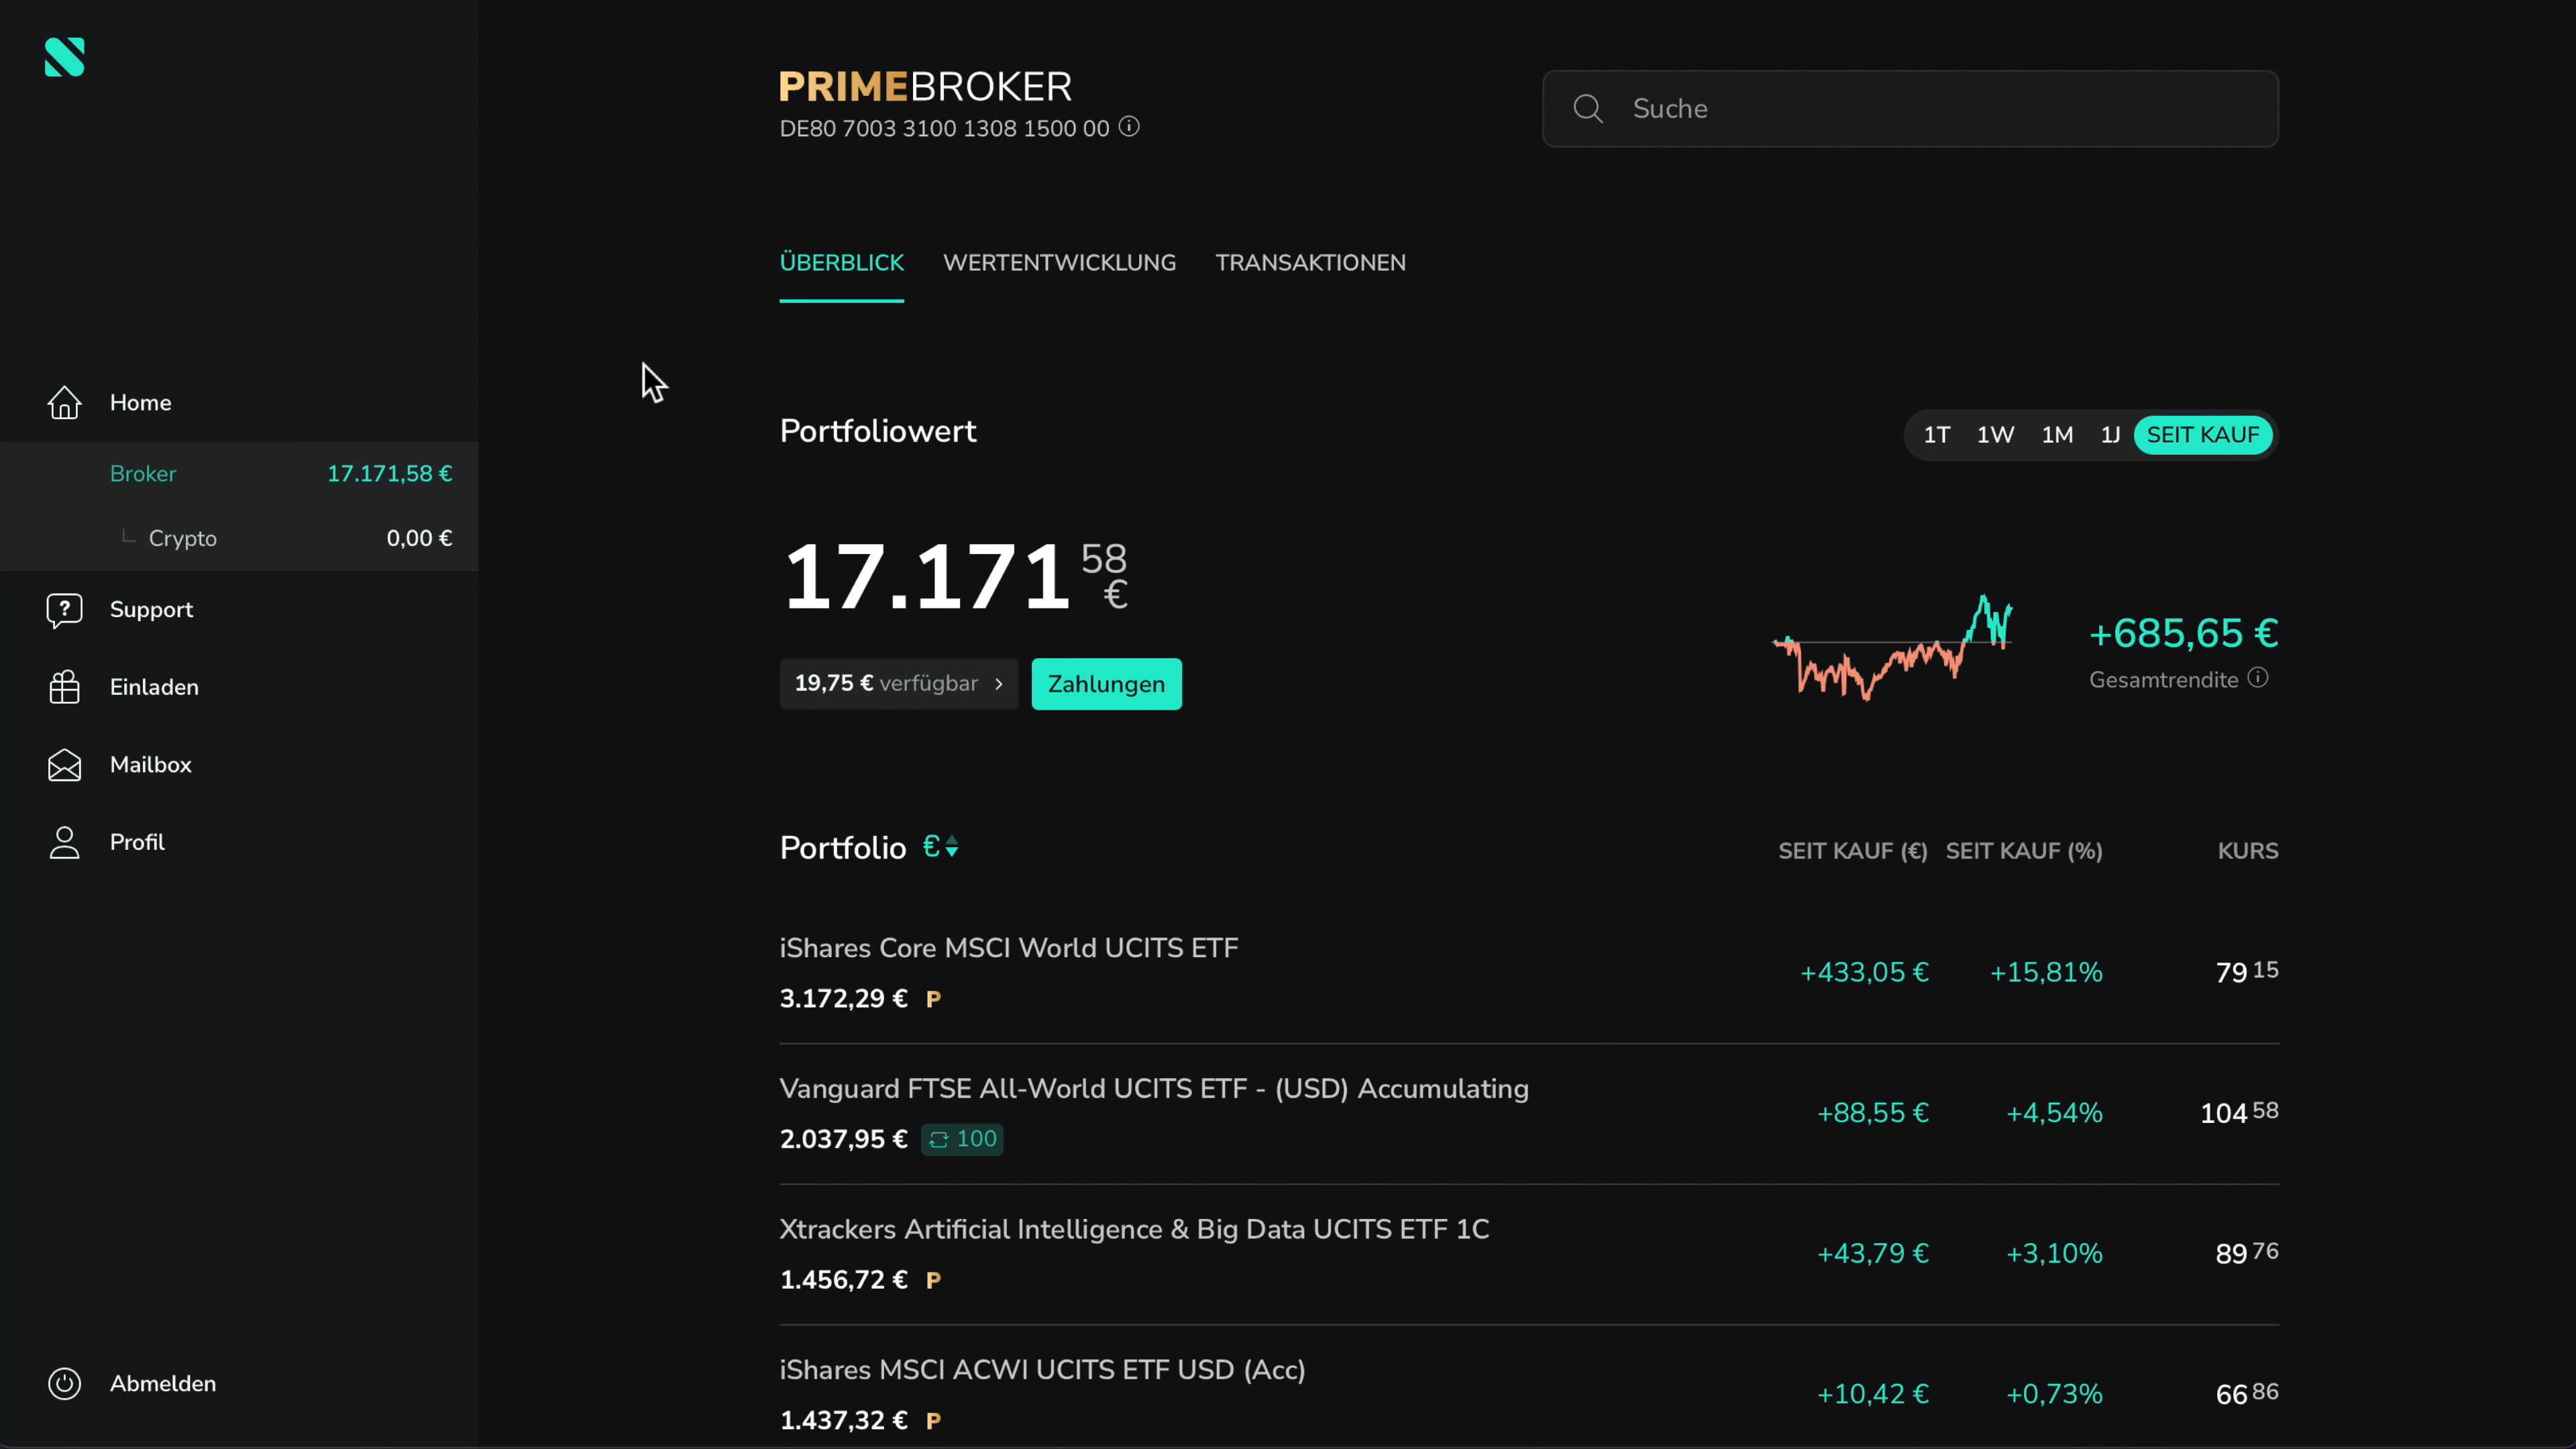 PRIMEBROKER
DE80 7003 3100 1308 1500 00
Suche
ÜBERBLICK WERTENTWICKLUNG TRANSAKTIONEN
Home
Broker 17.171,58 €
Crypto 0,00 €
Support
Einladen
Mailbox
Profil
Abmelden
Portfoliowert
1T 1W 1M 1J SEIT KAUF
17.171 58 €
19,75 € verfügbar
Zahlungen
+685,65 €
Gesamtrendite
Portfolio € SEIT KAUF (€) SEIT KAUF (%) KURS
iShares Core MSCI World UCITS ETF
3.172,29 € P
+433,05 € +15,81% 79 15
Vanguard FTSE All-World UCITS ETF - (USD) Accumulating
2.037,95 € 100
+88,55 € +4,54% 104 58
Xtrackers Artificial Intelligence & Big Data UCITS ETF 1C
1.456,72 € P
+43,79 € +3,10% 89 76
iShares MSCI ACWI UCITS ETF USD (Acc)
1.437,32 € P
+10,42 € +0,73% 66 86